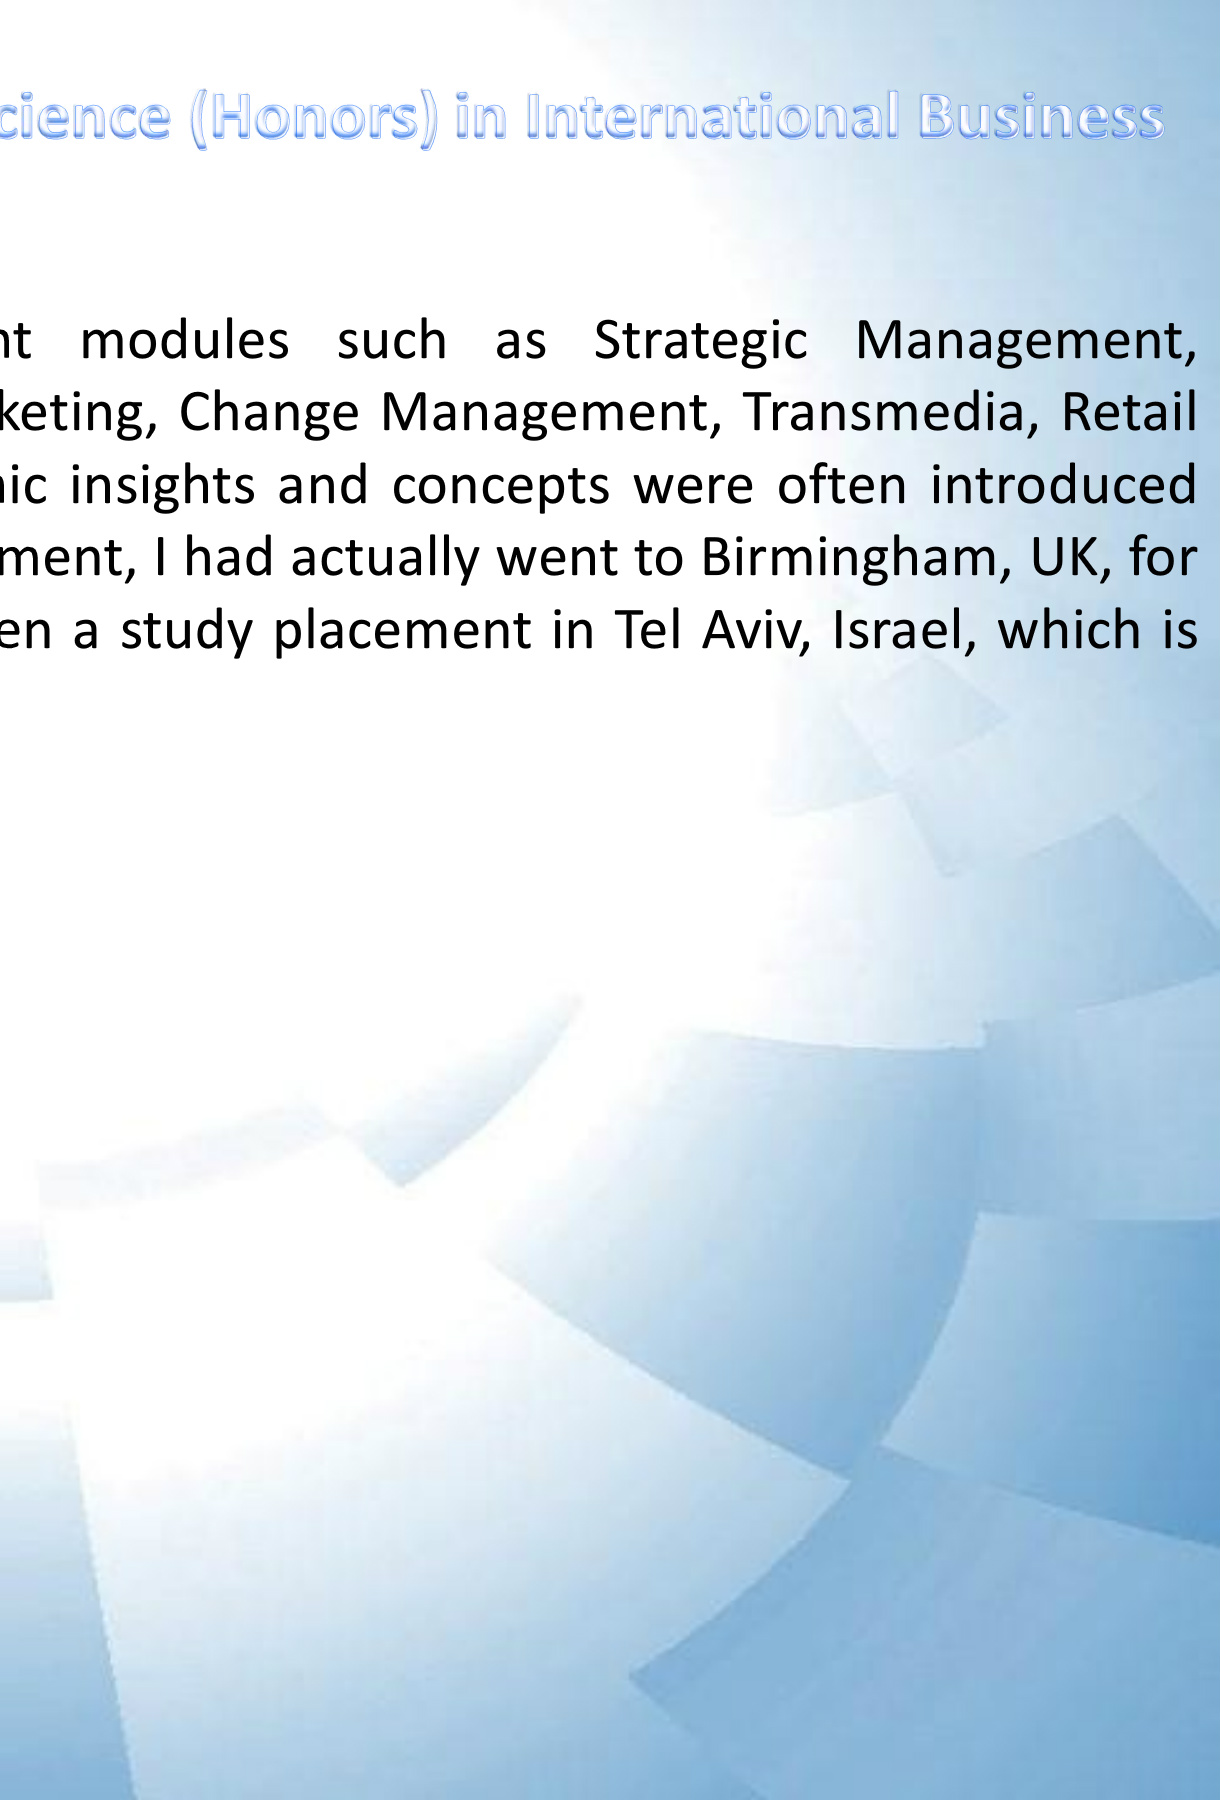 cience (Honors) in International Business
nt modules such as Strategic Management,
keting, Change Management, Transmedia, Retail
nic insights and concepts were often introduced
ment, I had actually went to Birmingham, UK, for
en a study placement in Tel Aviv, Israel, which is